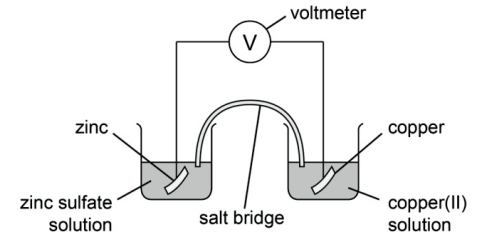 voltmeter
V
zinc
copper
zinc sulfate
solution
salt bridge
copper(II)
solution